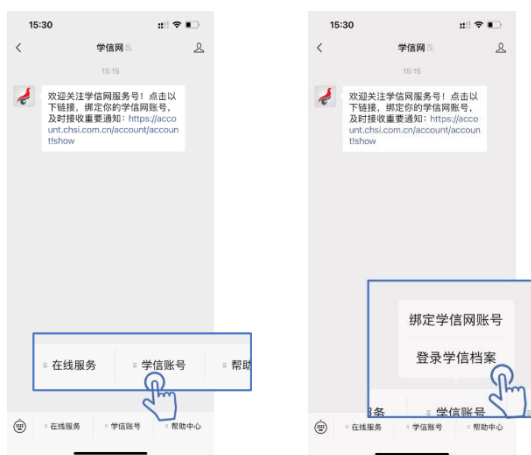 15:30
学信网
15:15
欢迎关注学信网服务号！点击以
下链接，绑定你的学信网账号，
及时接收重要通知：https://acco
unt.chsi.com.cn/account/accoun
t!show
在线服务
学信账号
帮助
在线服务
学信账号
帮助中心
15:30
学信网
15:15
欢迎关注学信网服务号！点击以
下链接，绑定你的学信网账号，
及时接收重要通知：https://acco
unt.chsi.com.cn/account/accoun
t!show
绑定学信网账号
登录学信档案
务
学信账号
在线服务
学信账号
帮助中心